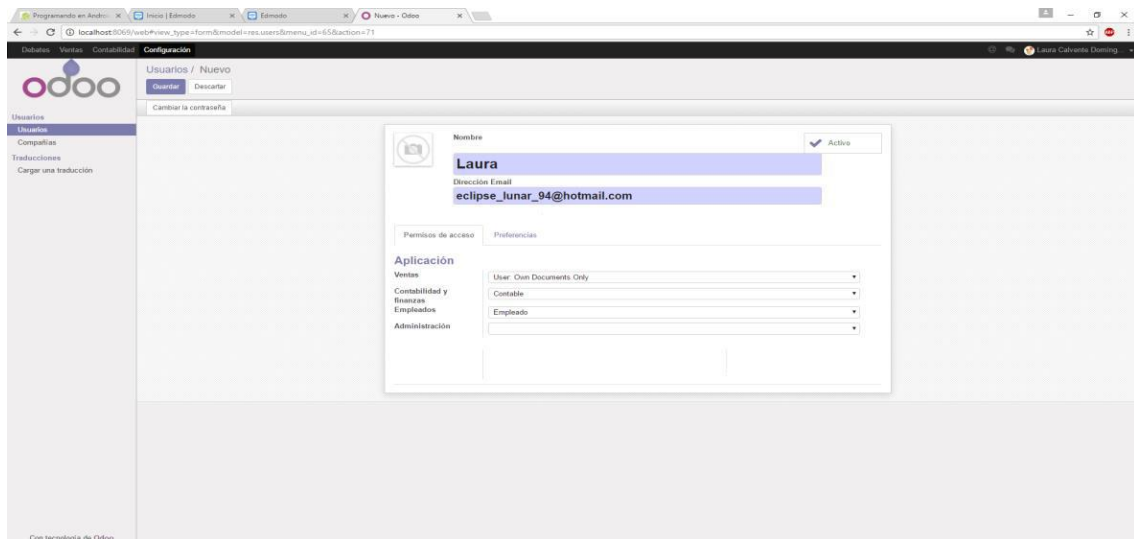 Programando en Andro
Inicio | Edmodo
Edmodo
Nuevo - Odoo
localhost:8069/web#view_type=form&model=res.users&menu_id=65&action=71
Debates Ventas Contabilidad Configuración
Laura Calvente Doming...
odoo
Usuarios
Usuarios
Compañías
Traducciones
Cargar una traducción
Con tecnología de Odoo
Usuarios / Nuevo
Guardar Descartar
Cambiar la contraseña
Nombre
Activo
Laura
Dirección Email
eclipse_lunar_94@hotmail.com
Permisos de acceso Preferencias
Aplicación
Ventas User: Own Documents Only
Contabilidad y
finanzas
Contable
Empleados Empleado
Administración